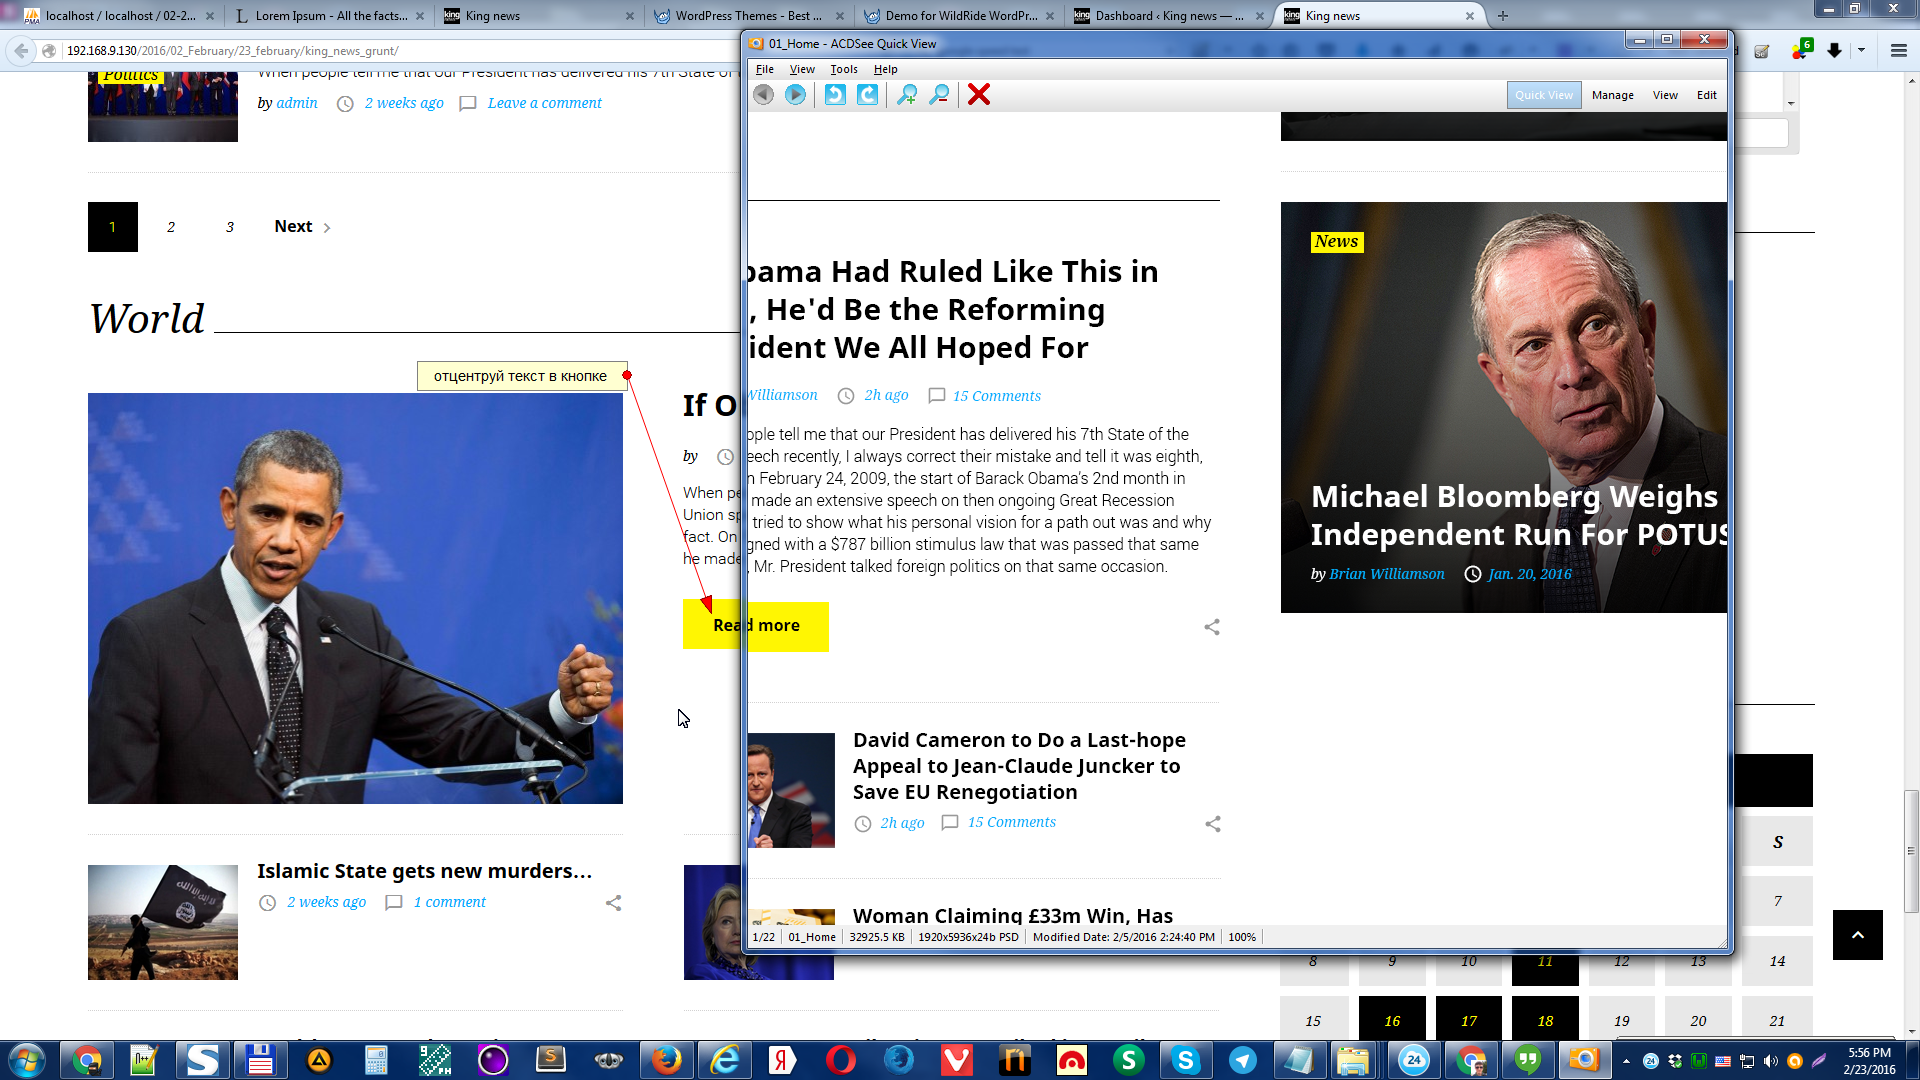 localhost / localhost / 02-2...
Lorem Ipsum - All the facts...
King news
WordPress Themes - Best ...
Demo for WildRide WordPr...
Dashboard ‹ King news — ...
King news
192.168.9.130/2016/02_February/23_february/king_news_grunt/
6
01_Home - ACDSee Quick View
File View Tools Help
Quick View Manage View Edit
Politics
When people tell me that our President has delivered his 7th State of
by admin 2 weeks ago Leave a comment
1 2 3 Next
World
отцентруй текст в кнопке
If O
by
When pe
Union sp
fact. On
he made
Read more
Islamic State gets new murders...
2 weeks ago 1 comment
bama Had Ruled Like This in
, He'd Be the Reforming
ident We All Hoped For
Williamson 2h ago 15 Comments
ople tell me that our President has delivered his 7th State of the
eech recently, I always correct their mistake and tell it was eighth,
n February 24, 2009, the start of Barack Obama's 2nd month in
made an extensive speech on then ongoing Great Recession
tried to show what his personal vision for a path out was and why
gned with a $787 billion stimulus law that was passed that same
, Mr. President talked foreign politics on that same occasion.
David Cameron to Do a Last-hope
Appeal to Jean-Claude Juncker to
Save EU Renegotiation
2h ago 15 Comments
Woman Claiming £33m Win, Has
News
Michael Bloomberg Weighs
Independent Run For POTUS
by Brian Williamson Jan. 20, 2016
1/22 01_Home 32925.5 KB 1920x5936x24b PSD Modified Date: 2/5/2016 2:24:40 PM 100%
S
7
8 9 10 11 12 13 14
15 16 17 18 19 20 21
5:56 PM
2/23/2016